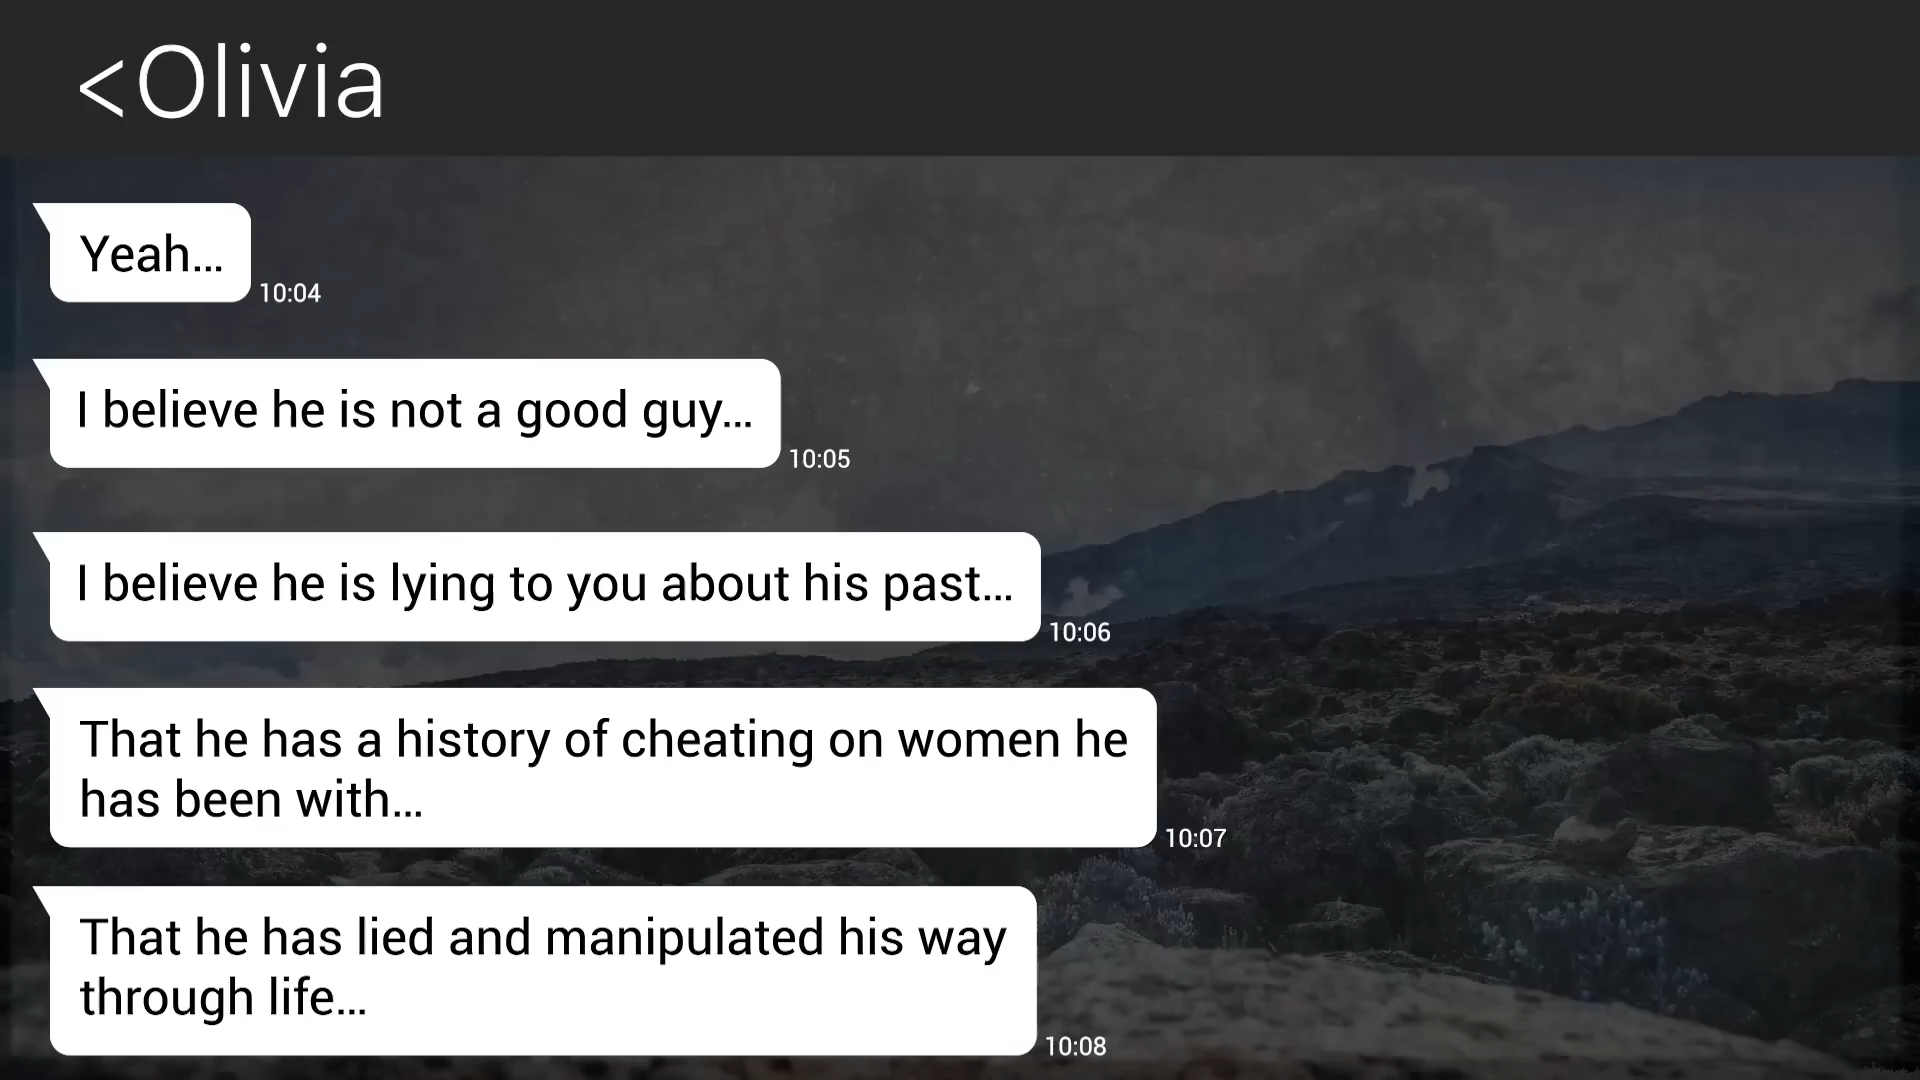 <Olivia
Yeah...
10:04
I believe he is not a good guy...
10:05
I believe he is lying to you about his past...
10:06
That he has a history of cheating on women he
has been with...
10:07
That he has lied and manipulated his way
through life...
10:08